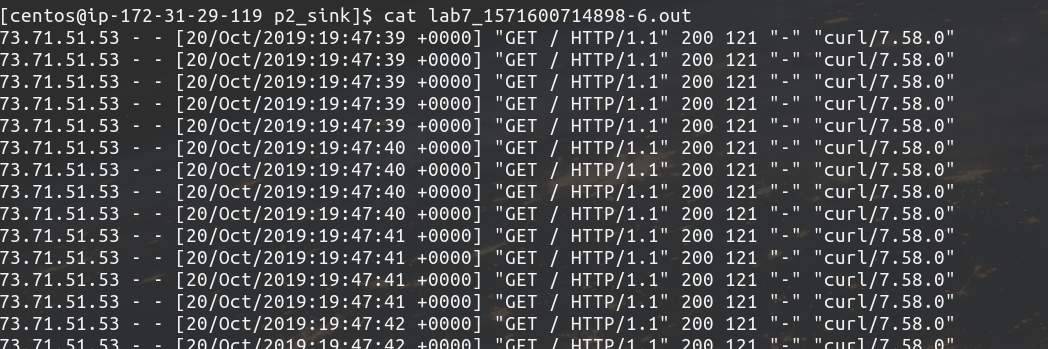 [centos@ip-172-31-29-119 p2_sink]$ cat lab7_1571600714898-6.out
73.71.51.53 - - [20/Oct/2019:19:47:39 +0000] "GET / HTTP/1.1" 200 121 "-" "curl/7.58.0"
73.71.51.53 - - [20/Oct/2019:19:47:39 +0000] "GET / HTTP/1.1" 200 121 "-" "curl/7.58.0"
73.71.51.53 - - [20/Oct/2019:19:47:39 +0000] "GET / HTTP/1.1" 200 121 "-" "curl/7.58.0"
73.71.51.53 - - [20/Oct/2019:19:47:39 +0000] "GET / HTTP/1.1" 200 121 "-" "curl/7.58.0"
73.71.51.53 - - [20/Oct/2019:19:47:39 +0000] "GET / HTTP/1.1" 200 121 "-" "curl/7.58.0"
73.71.51.53 - - [20/Oct/2019:19:47:40 +0000] "GET / HTTP/1.1" 200 121 "-" "curl/7.58.0"
73.71.51.53 - - [20/Oct/2019:19:47:40 +0000] "GET / HTTP/1.1" 200 121 "-" "curl/7.58.0"
73.71.51.53 - - [20/Oct/2019:19:47:40 +0000] "GET / HTTP/1.1" 200 121 "-" "curl/7.58.0"
73.71.51.53 - - [20/Oct/2019:19:47:40 +0000] "GET / HTTP/1.1" 200 121 "-" "curl/7.58.0"
73.71.51.53 - - [20/Oct/2019:19:47:41 +0000] "GET / HTTP/1.1" 200 121 "-" "curl/7.58.0"
73.71.51.53 - - [20/Oct/2019:19:47:41 +0000] "GET / HTTP/1.1" 200 121 "-" "curl/7.58.0"
73.71.51.53 - - [20/Oct/2019:19:47:41 +0000] "GET / HTTP/1.1" 200 121 "-" "curl/7.58.0"
73.71.51.53 - - [20/Oct/2019:19:47:41 +0000] "GET / HTTP/1.1" 200 121 "-" "curl/7.58.0"
73.71.51.53 - - [20/Oct/2019:19:47:42 +0000] "GET / HTTP/1.1" 200 121 "-" "curl/7.58.0"
73.71.51.53 - - [20/Oct/2019:19:47:42 +0000] "GET / HTTP/1.1" 200 121 "-" "curl/7.58.0"